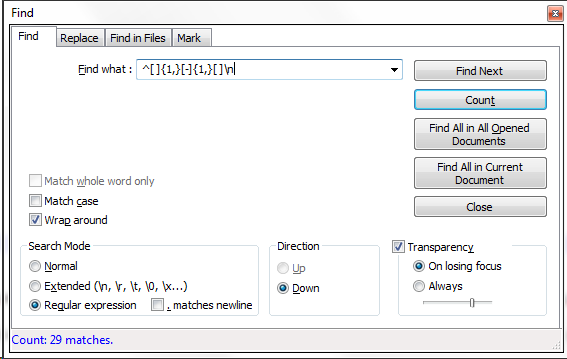 Find
Find Replace Find in Files Mark
Find what : ^[]{1,}[-]{1,}[]\n
Find Next
Count
Find All in All Opened
Documents
Find All in Current
Document
Close
Match whole word only
Match case
Wrap around
Search Mode
Normal
Extended (\n, \r, \t, \0, \x...)
Regular expression . matches newline
Direction
Up
Down
Transparency
On losing focus
Always
Count: 29 matches.